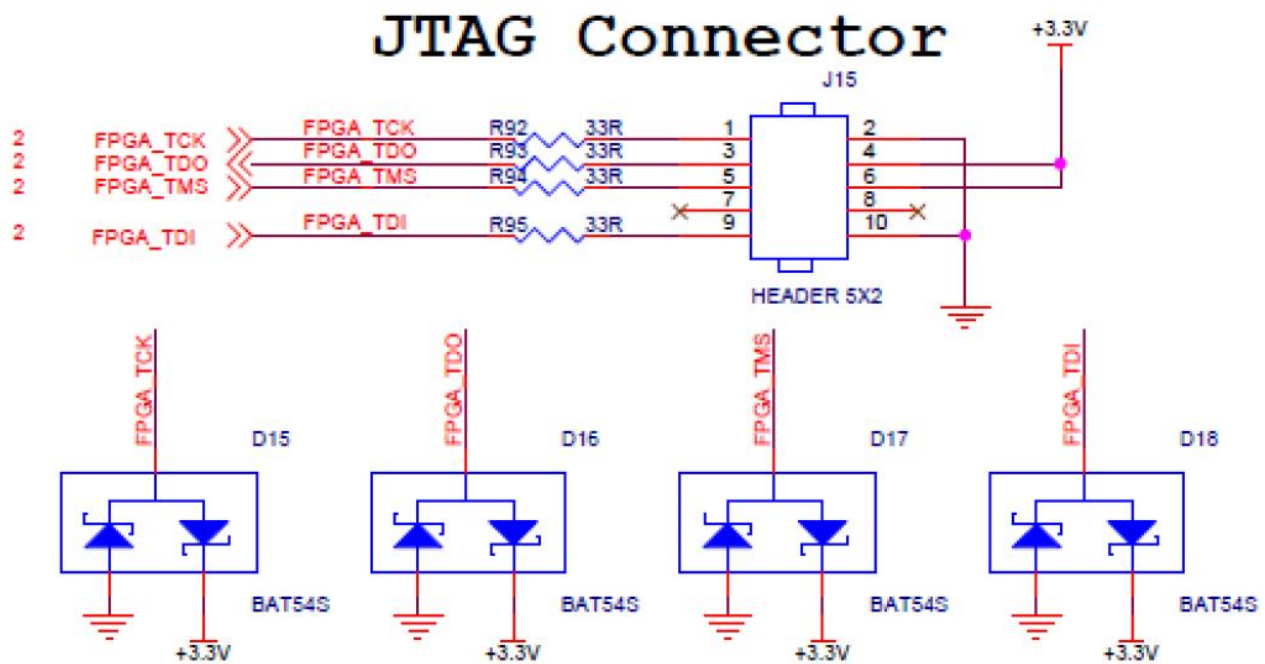 JTAG Connector
+3.3V
J15
2 FPGA_TCK FPGA_TCK R92 33R 1 2
2 FPGA_TDO FPGA_TDO R93 33R 3 4
2 FPGA_TMS FPGA_TMS R94 33R 5 6
7 8
2 FPGA_TDI FPGA_TDI R95 33R 9 10
HEADER 5X2
FPGA_TCK FPGA_TDO FPGA_TMS FPGA_TDI
D15 D16 D17 D18
BAT54S BAT54S BAT54S BAT54S
+3.3V +3.3V +3.3V +3.3V